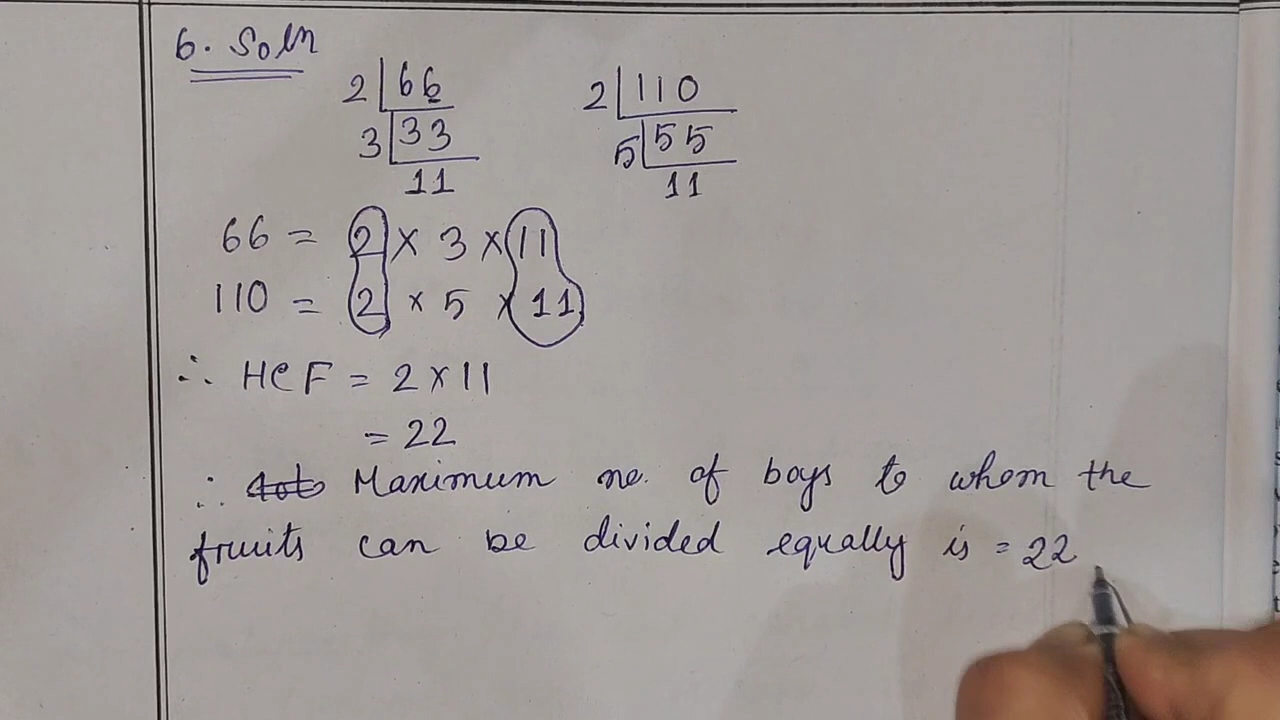 6. Soln
2 66 2 110
3 33 5 55
11 11
66 = 2 × 3 × 11
110 = 2 × 5 × 11
∴ HCF = 2 × 11
= 22
∴ Maximum no. of boys to whom the
fruits can be divided equally is = 22